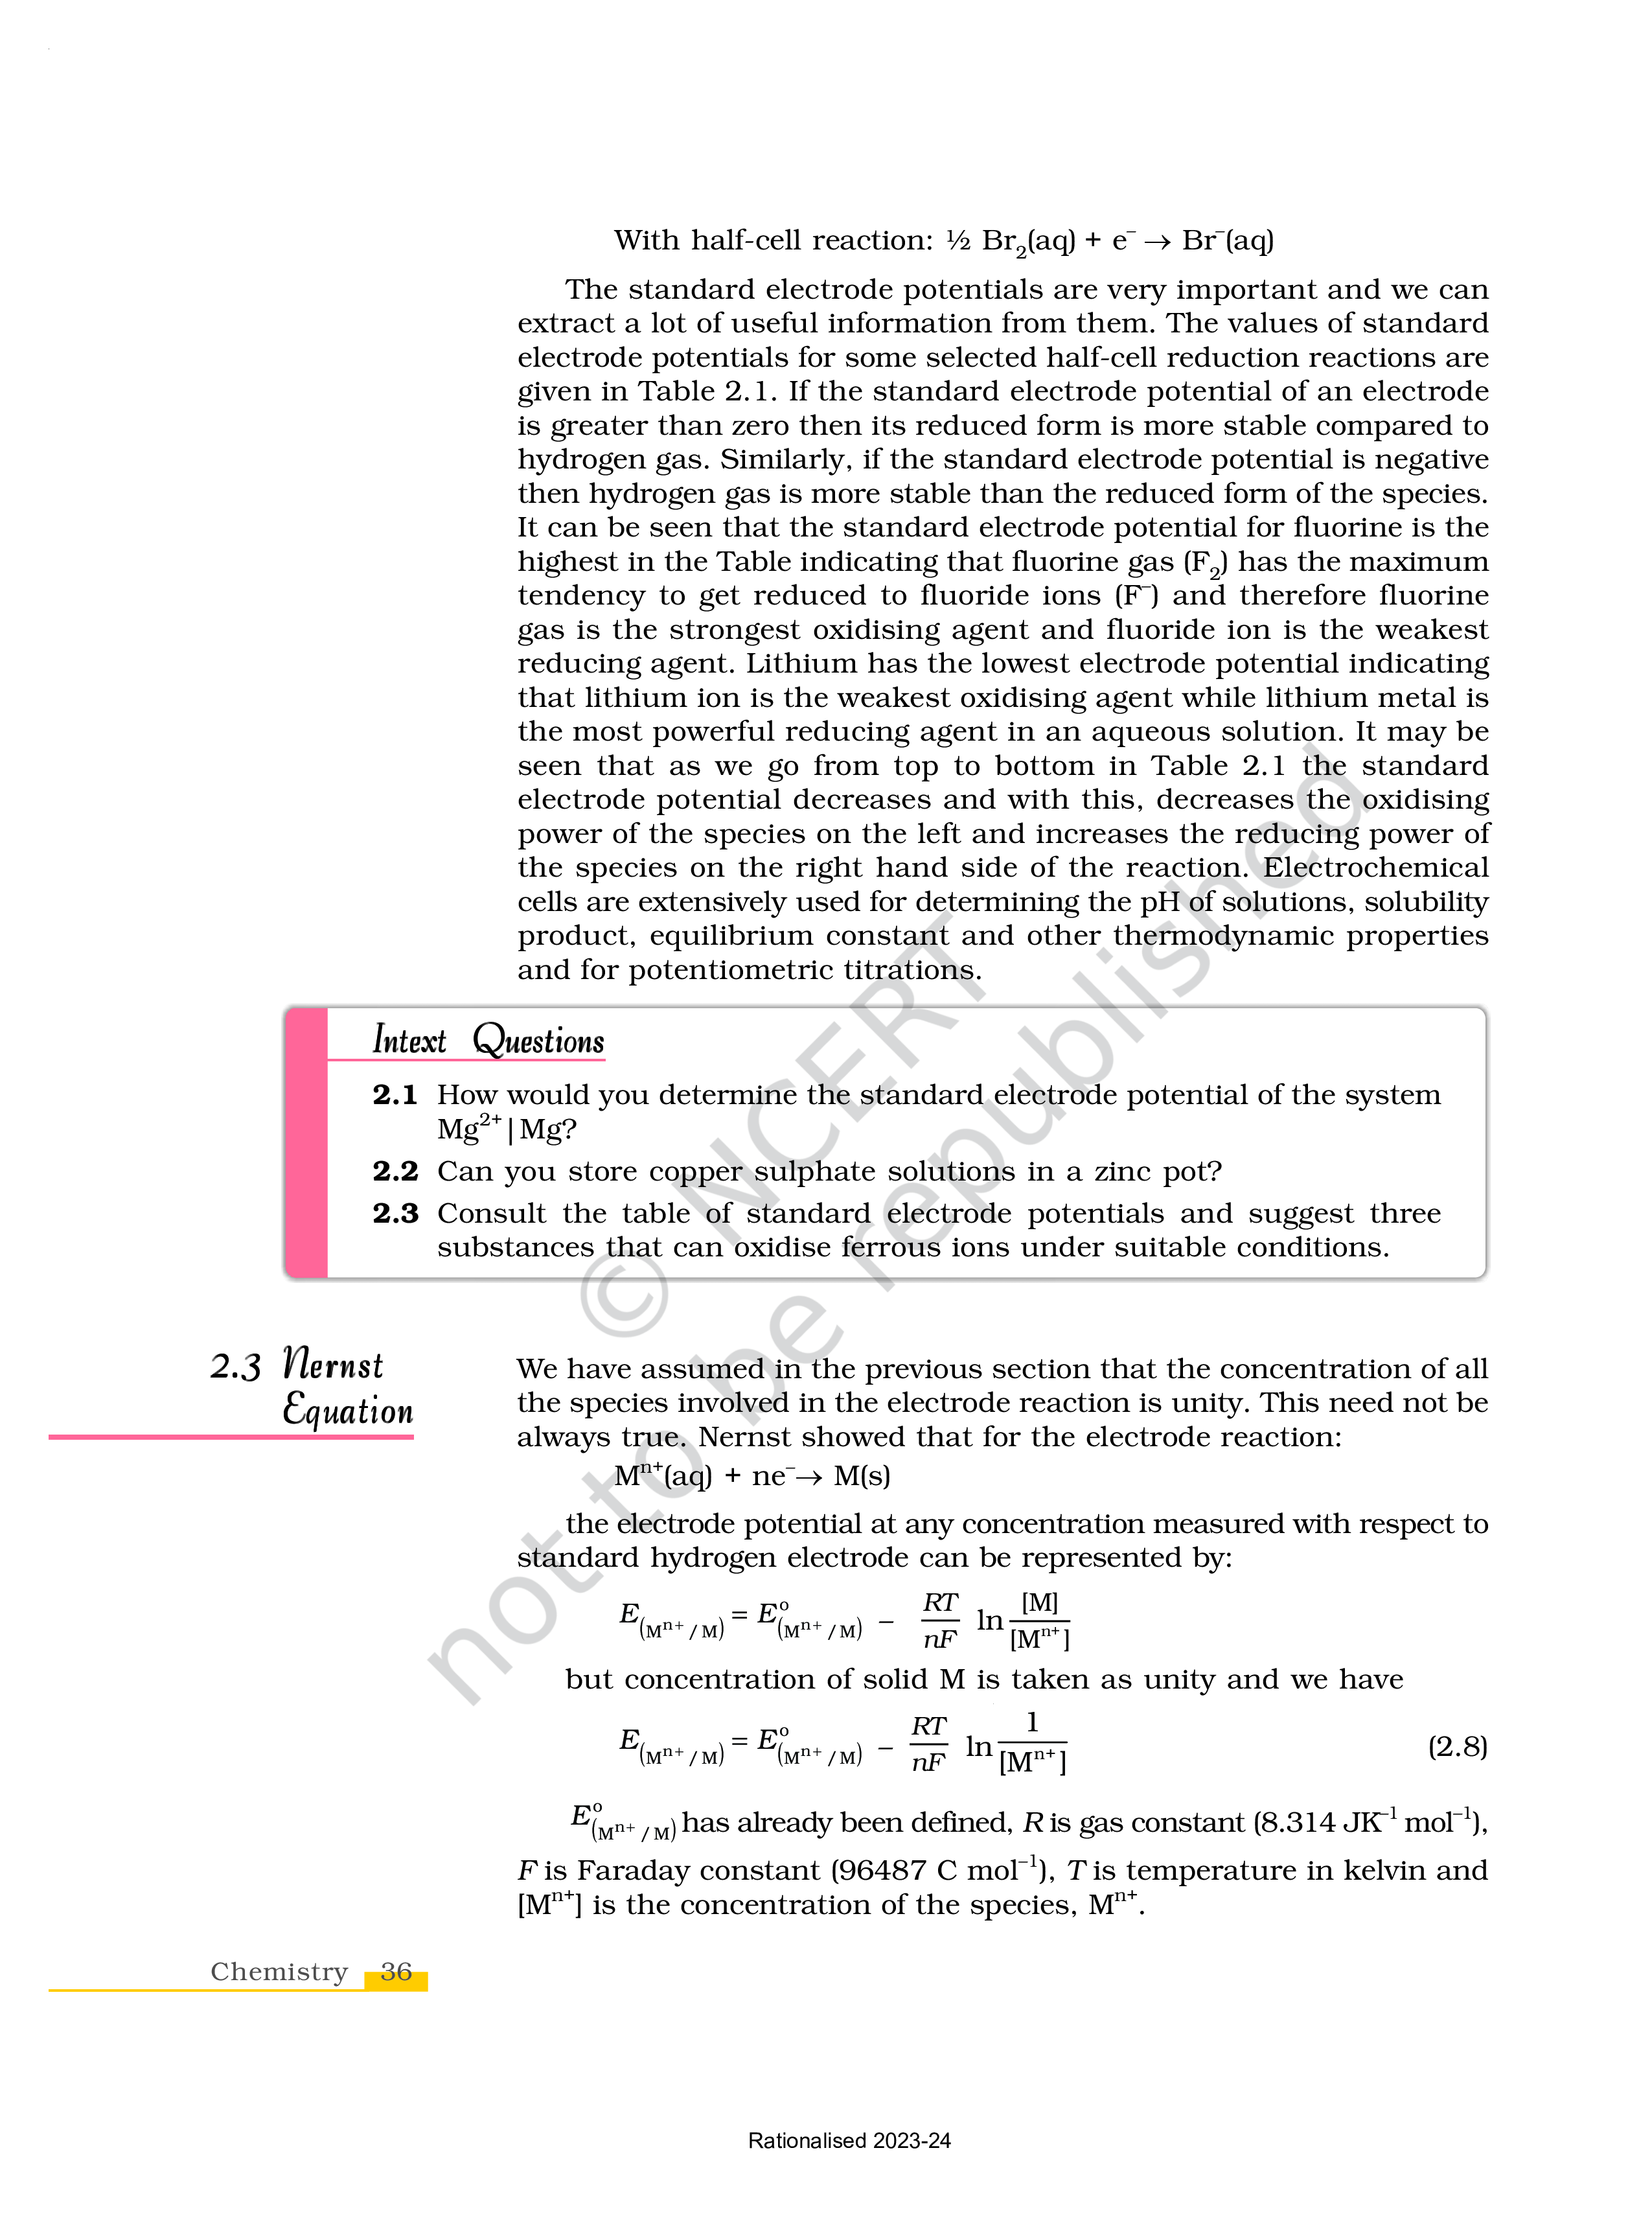 With half-cell reaction: ½ Br₂(aq) + e⁻ → Br⁻(aq)
The standard electrode potentials are very important and we can
extract a lot of useful information from them. The values of standard
electrode potentials for some selected half-cell reduction reactions are
given in Table 2.1. If the standard electrode potential of an electrode
is greater than zero then its reduced form is more stable compared to
hydrogen gas. Similarly, if the standard electrode potential is negative
then hydrogen gas is more stable than the reduced form of the species.
It can be seen that the standard electrode potential for fluorine is the
highest in the Table indicating that fluorine gas (F₂) has the maximum
tendency to get reduced to fluoride ions (F⁻) and therefore fluorine
gas is the strongest oxidising agent and fluoride ion is the weakest
reducing agent. Lithium has the lowest electrode potential indicating
that lithium ion is the weakest oxidising agent while lithium metal is
the most powerful reducing agent in an aqueous solution. It may be
seen that as we go from top to bottom in Table 2.1 the standard
electrode potential decreases and with this, decreases the oxidising
power of the species on the left and increases the reducing power of
the species on the right hand side of the reaction. Electrochemical
cells are extensively used for determining the pH of solutions, solubility
product, equilibrium constant and other thermodynamic properties
and for potentiometric titrations.
Intext Questions
2.1 How would you determine the standard electrode potential of the system
Mg²⁺|Mg?
2.2 Can you store copper sulphate solutions in a zinc pot?
2.3 Consult the table of standard electrode potentials and suggest three
substances that can oxidise ferrous ions under suitable conditions.
2.3 Nernst
Equation
We have assumed in the previous section that the concentration of all
the species involved in the electrode reaction is unity. This need not be
always true. Nernst showed that for the electrode reaction:
Mⁿ⁺(aq) + ne⁻→ M(s)
the electrode potential at any concentration measured with respect to
standard hydrogen electrode can be represented by:
E(Mⁿ⁺/M) = E°(Mⁿ⁺/M) – RT/nF ln [M]/[Mⁿ⁺]
but concentration of solid M is taken as unity and we have
E(Mⁿ⁺/M) = E°(Mⁿ⁺/M) – RT/nF ln 1/[Mⁿ⁺] (2.8)
E°(Mⁿ⁺/M) has already been defined, R is gas constant (8.314 JK⁻¹ mol⁻¹),
F is Faraday constant (96487 C mol⁻¹), T is temperature in kelvin and
[Mⁿ⁺] is the concentration of the species, Mⁿ⁺.
Chemistry 36
Rationalised 2023-24
© NCERT
not to be republished